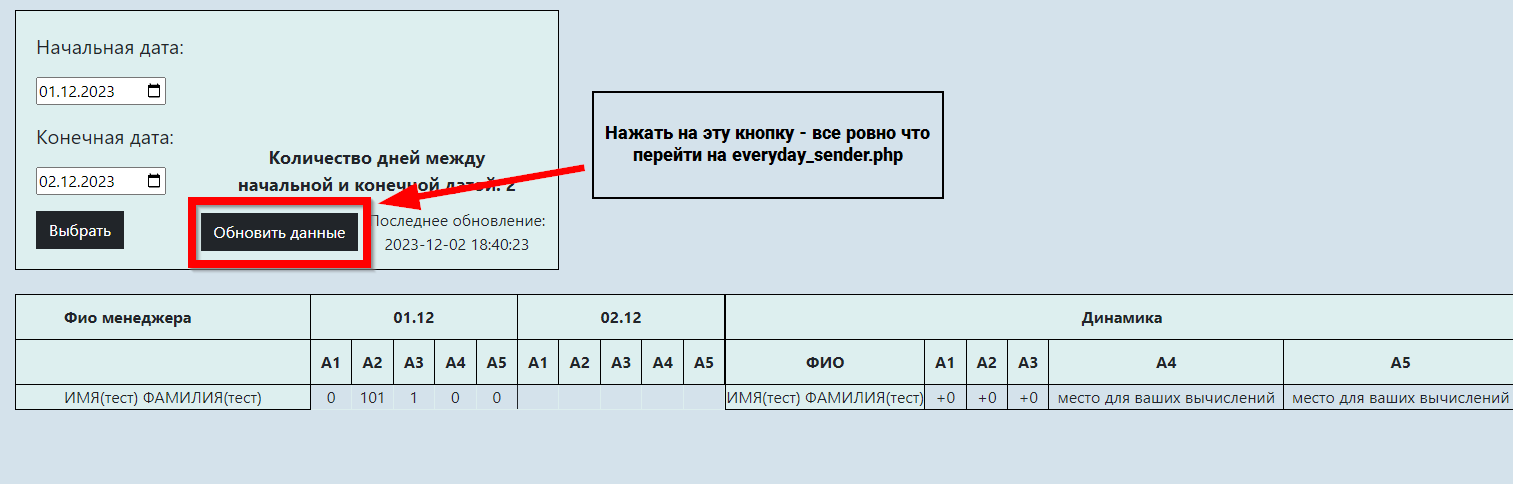 Начальная дата:
01.12.2023
Конечная дата:
02.12.2023
Количество дней между
начальной и конечной датой: 2
Выбрать
Обновить данные
Последнее обновление:
2023-12-02 18:40:23
Нажать на эту кнопку - все ровно что
перейти на everyday_sender.php
Фио менеджера 01.12 02.12 Динамика
A1 A2 A3 A4 A5 A1 A2 A3 A4 A5 ФИО A1 A2 A3 A4 A5
ИМЯ(тест) ФАМИЛИЯ(тест) 0 101 1 0 0 ИМЯ(тест) ФАМИЛИЯ(тест) +0 +0 +0 место для ваших вычислений место для ваших вычислений